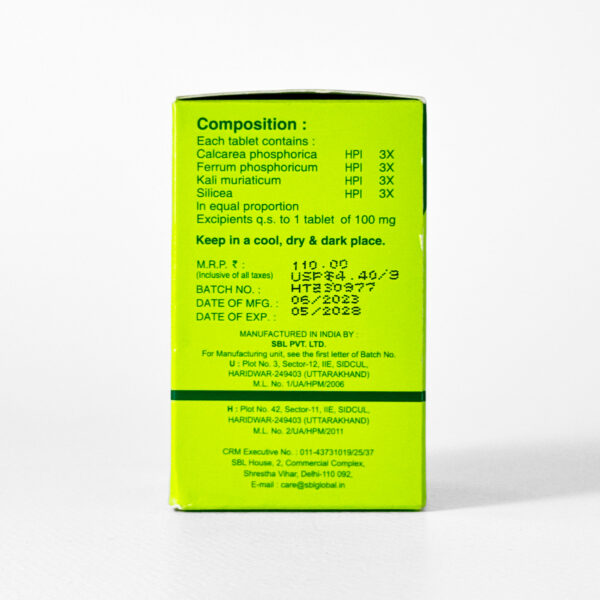 Composition :
Each tablet contains :
Calcarea phosphorica HPI 3X
Ferrum phosphoricum HPI 3X
Kali muriaticum HPI 3X
Silicea HPI 3X
In equal proportion
Excipients q.s. to 1 tablet of 100 mg
Keep in a cool, dry & dark place.
M.R.P. ₹ : 110.00
(Inclusive of all taxes) USP₹4.40/g
BATCH NO. : HT230977
DATE OF MFG. : 06/2023
DATE OF EXP. : 05/2028
MANUFACTURED IN INDIA BY :
SBL PVT. LTD.
For Manufacturing unit, see the first letter of Batch No.
U : Plot No. 3, Sector-12, IIE, SIDCUL,
HARIDWAR-249403 (UTTARAKHAND)
M.L. No. 1/UA/HPM/2006
H : Plot No. 42, Sector-11, IIE, SIDCUL,
HARIDWAR-249403 (UTTARAKHAND)
M.L. No. 2/UA/HPM/2011
CRM Executive No. : 011-43731019/25/37
SBL House, 2, Commercial Complex,
Shrestha Vihar, Delhi-110 092,
E-mail : care@sblglobal.in